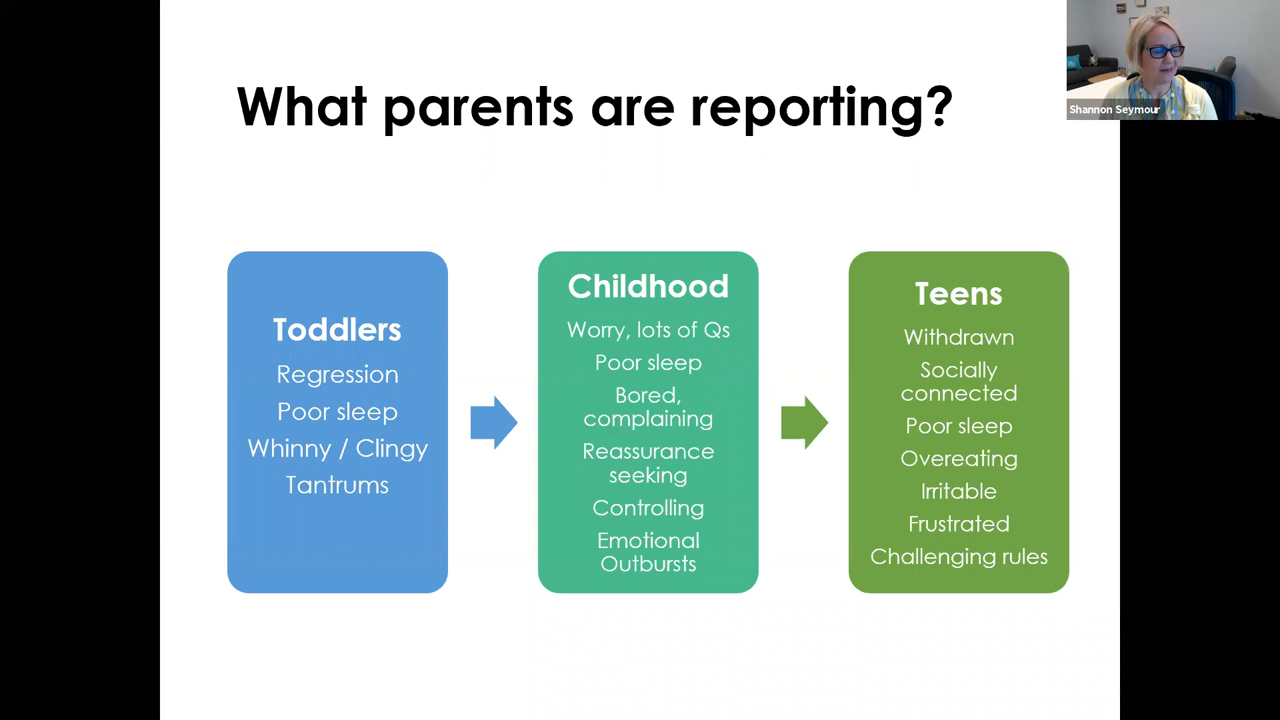 What parents are reporting?
Shannon Seymour
Toddlers
Regression
Poor sleep
Whinny / Clingy
Tantrums
Childhood
Worry, lots of Qs
Poor sleep
Bored,
complaining
Reassurance
seeking
Controlling
Emotional
Outbursts
Teens
Withdrawn
Socially
connected
Poor sleep
Overeating
Irritable
Frustrated
Challenging rules